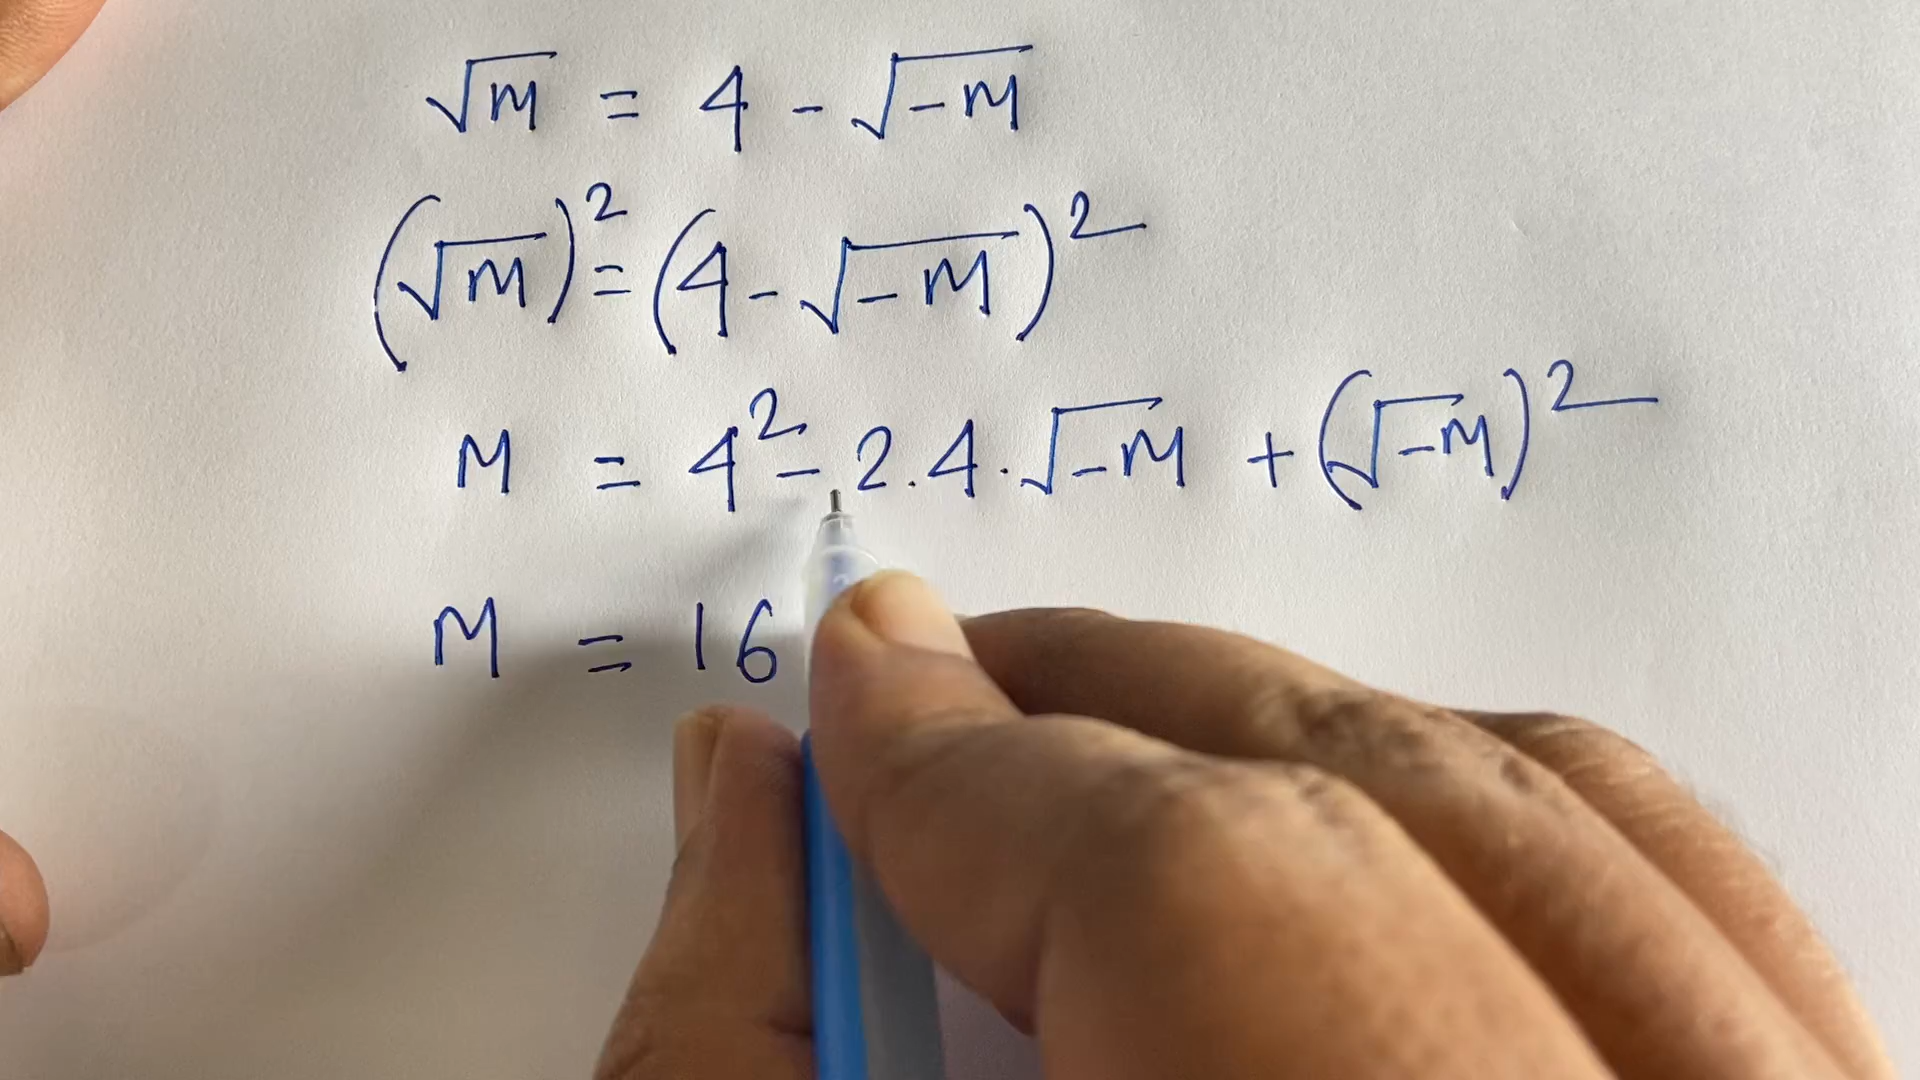 √m = 4 - √-m
(√m)² = (4 - √-m)²
m = 4² - 2.4.√-m + (√-m)²
m = 16